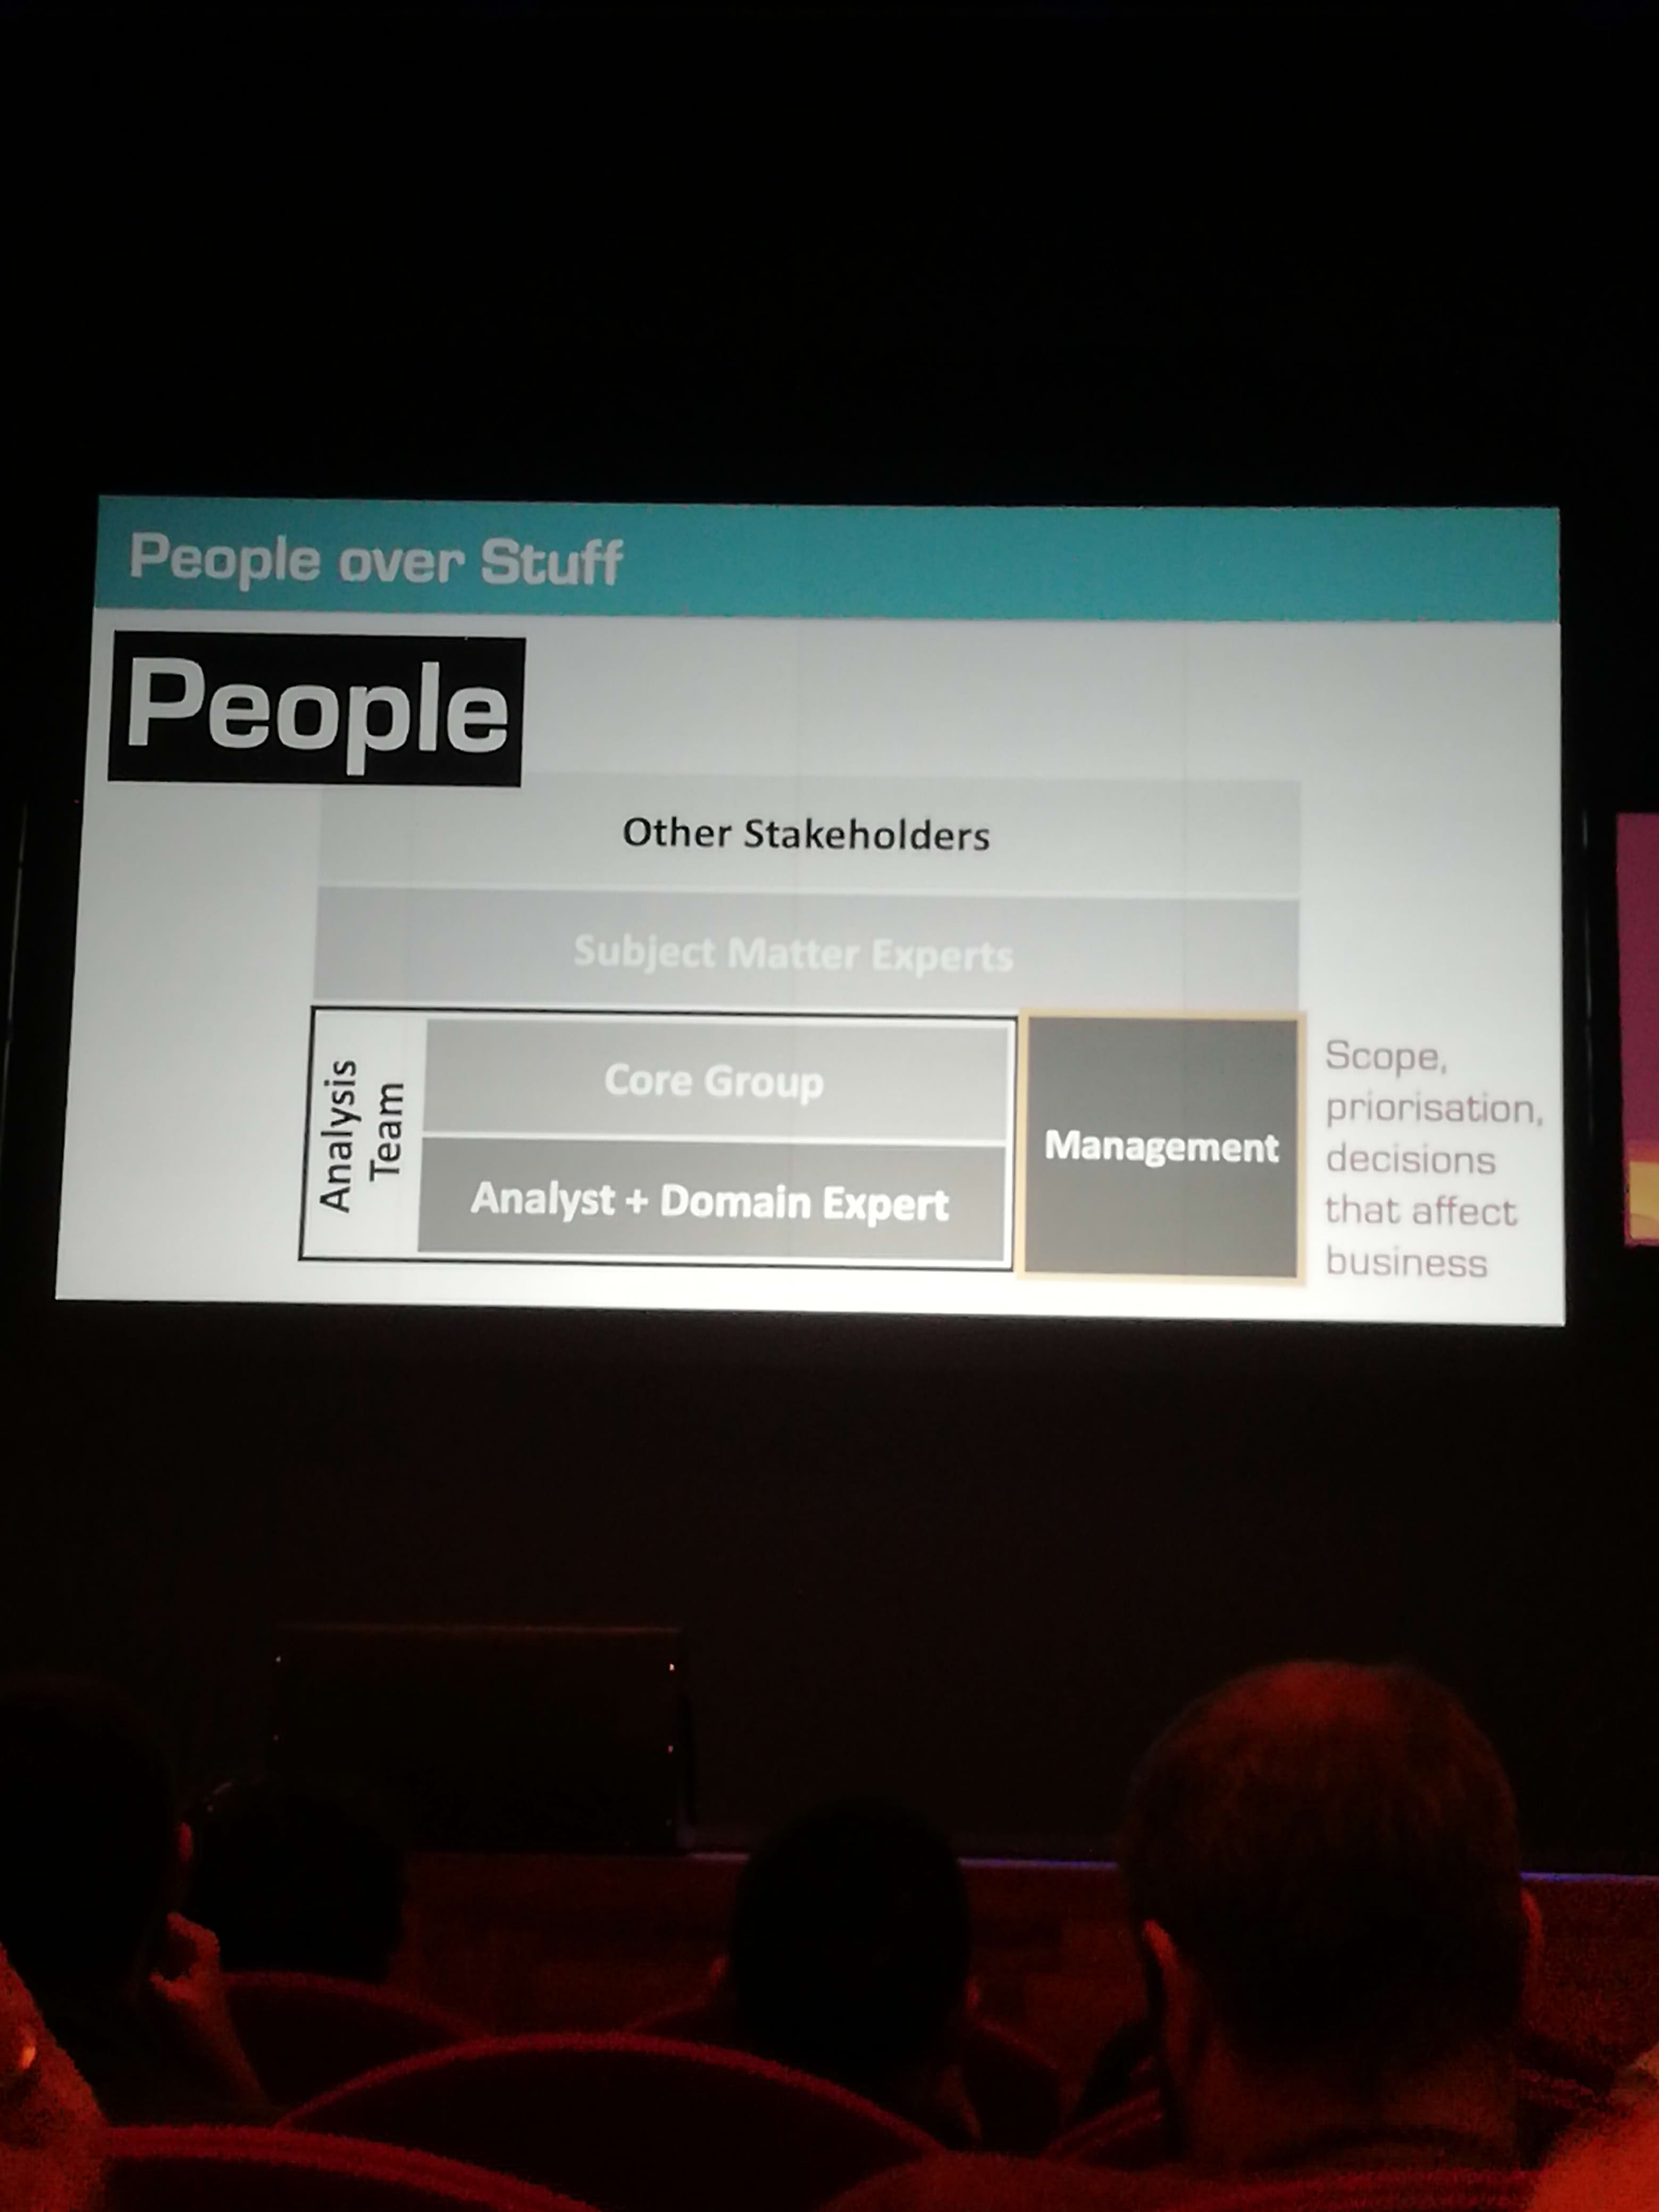 People over Stuff
People
Other Stakeholders
Subject Matter Experts
Analysis
Team
Core Group
Analyst + Domain Expert
Management
Scope,
priorisation,
decisions
that affect
business